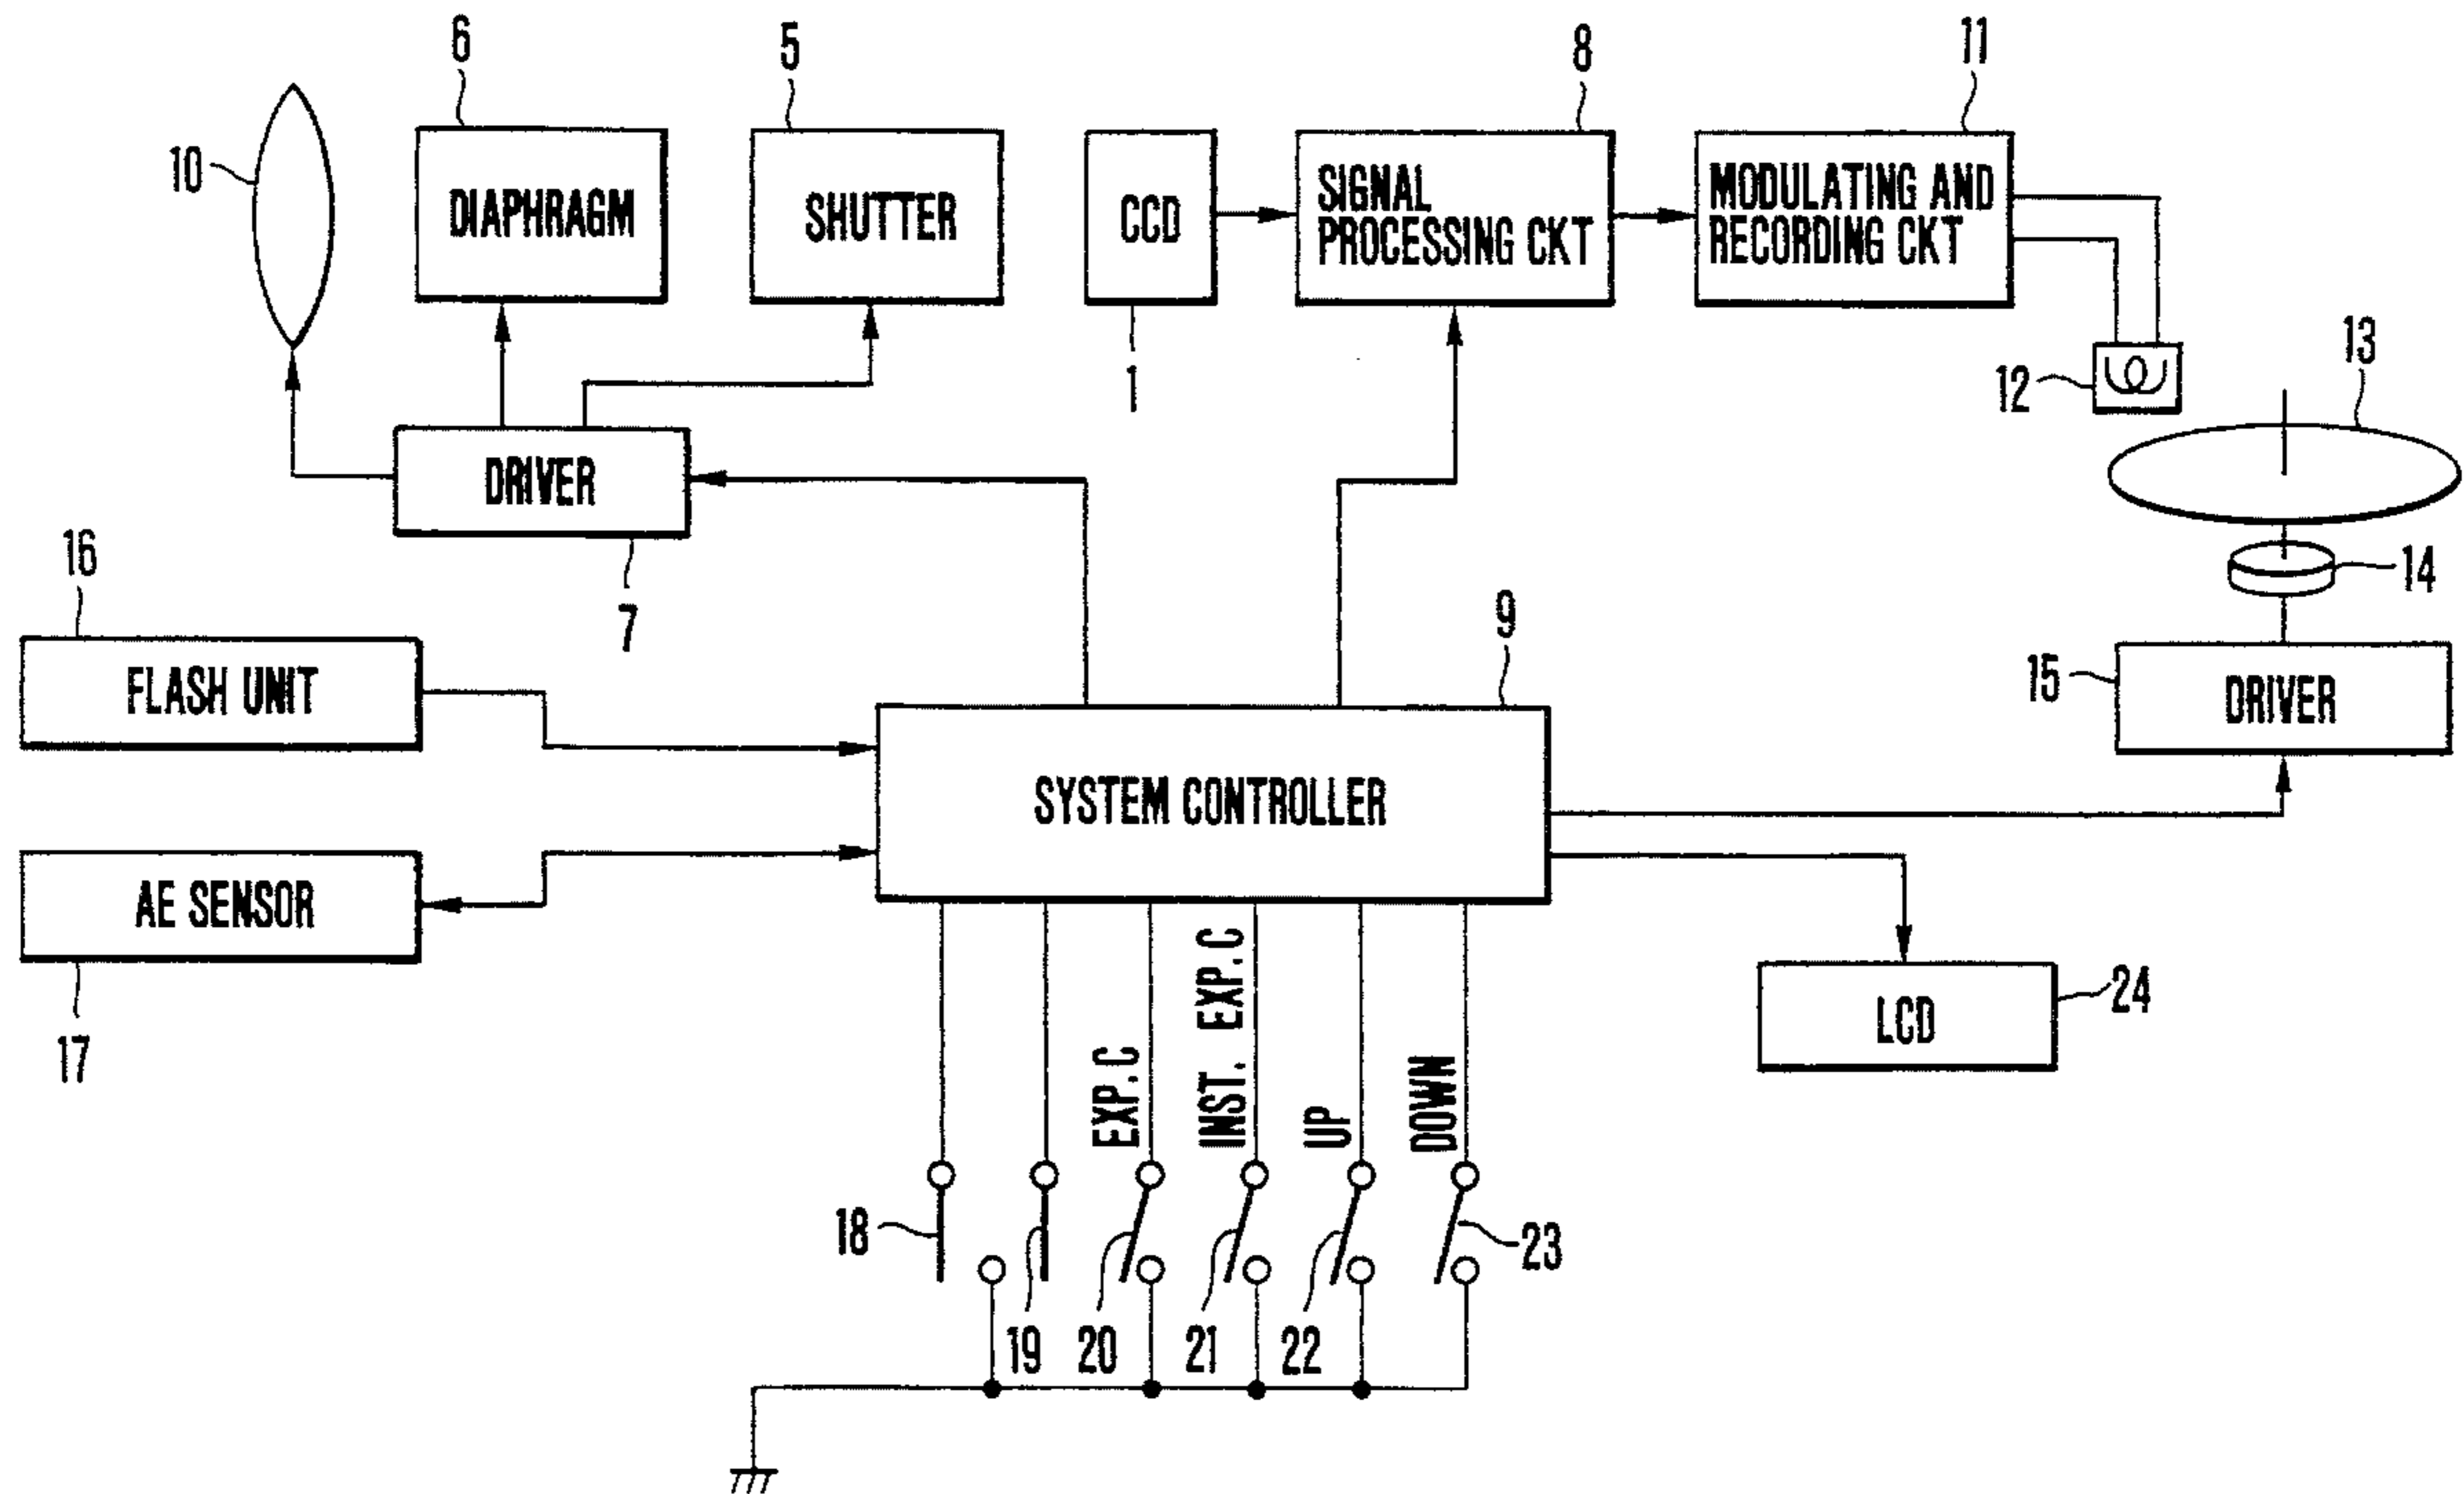 6
5
8
11
10
DIAPHRAGM
SHUTTER
CCD
SIGNAL
PROCESSING CKT
MODULATING AND
RECORDING CKT
1
12
13
DRIVER
7
14
16
FLASH UNIT
9
15
DRIVER
SYSTEM CONTROLLER
AE SENSOR
17
LCD
24
EXP.C
INST. EXP.C
UP
DOWN
18
19
20
21
22
23